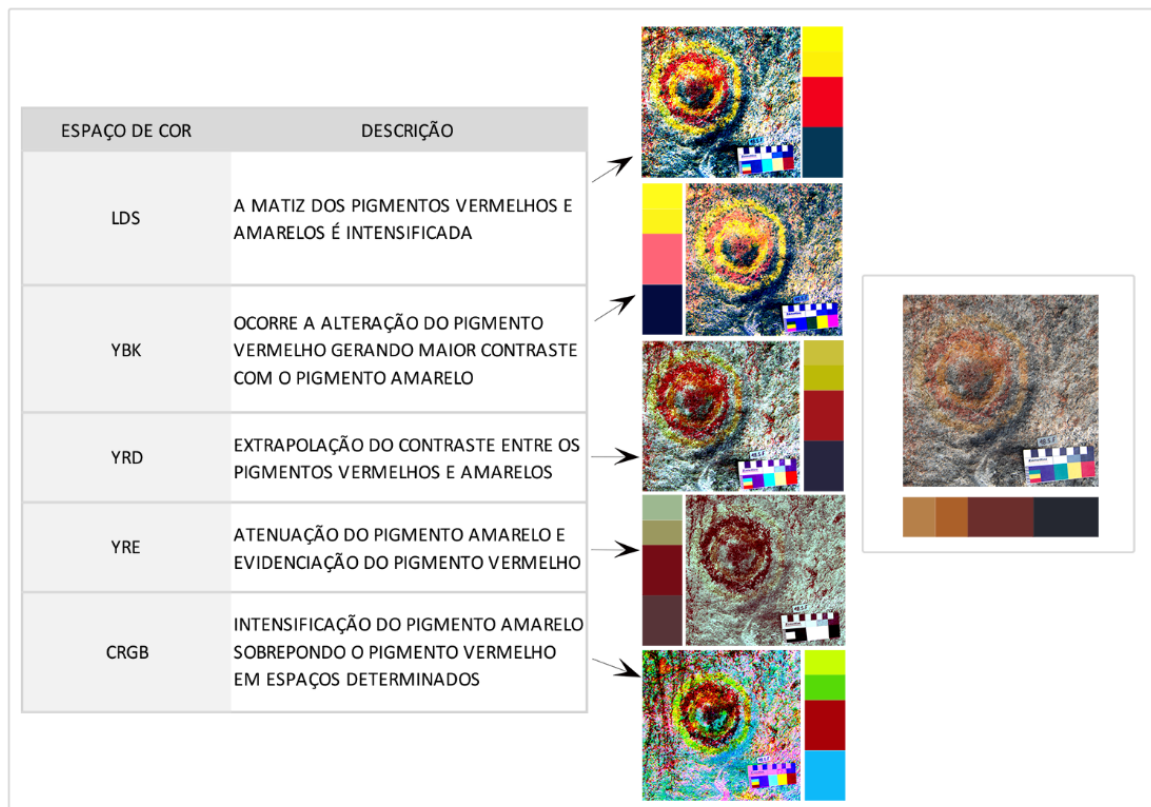 ESPAÇO DE COR
DESCRIÇÃO
LDS
A MATIZ DOS PIGMENTOS VERMELHOS E
AMARELOS É INTENSIFICADA
YBK
OCORRE A ALTERAÇÃO DO PIGMENTO
VERMELHO GERANDO MAIOR CONTRASTE
COM O PIGMENTO AMARELO
YRD
EXTRAPOLAÇÃO DO CONTRASTE ENTRE OS
PIGMENTOS VERMELHOS E AMARELOS
YRE
ATENUAÇÃO DO PIGMENTO AMARELO E
EVIDENCIAÇÃO DO PIGMENTO VERMELHO
CRGB
INTENSIFICAÇÃO DO PIGMENTO AMARELO
SOBREPONDO O PIGMENTO VERMELHO
EM ESPAÇOS DETERMINADOS